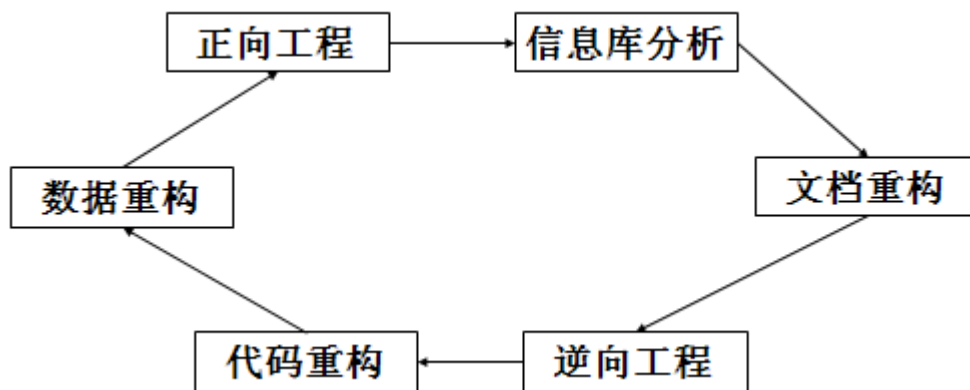 正向工程
信息库分析
数据重构
文档重构
代码重构
逆向工程